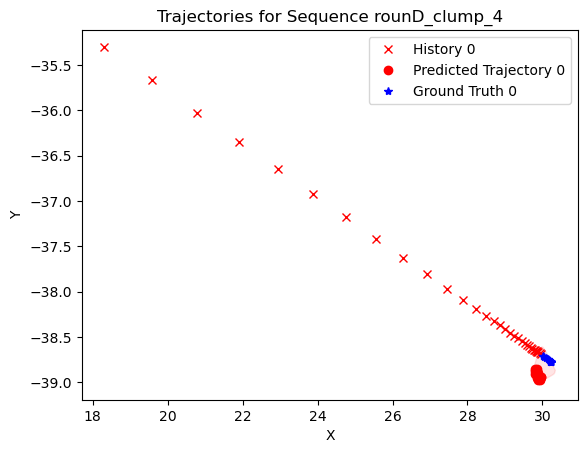 Trajectories for Sequence rounD_clump_4
History 0
Predicted Trajectory 0
Ground Truth 0
−35.5
−36.0
−36.5
−37.0
−37.5
−38.0
−38.5
−39.0
Y
18 20 22 24 26 28 30
X